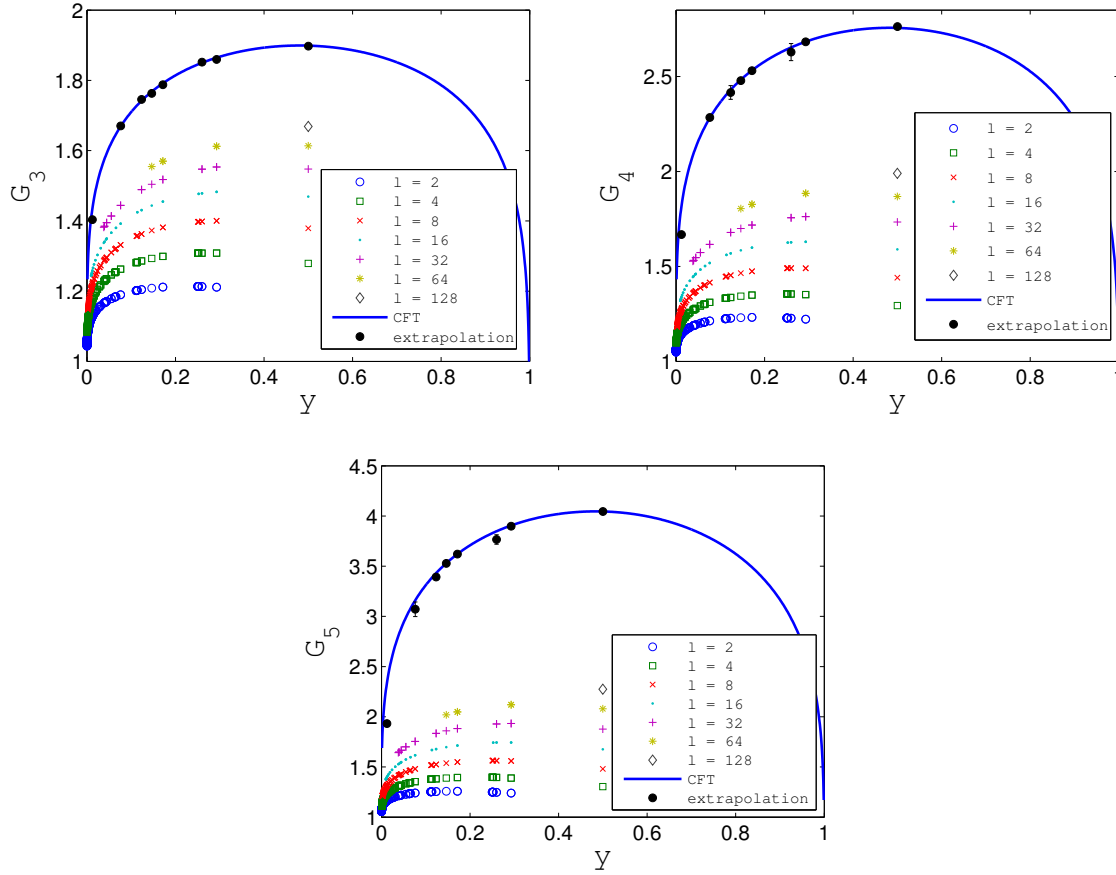 2
1.8
1.6
1.4
1.2
1
G3
0 0.2 0.4 0.6 0.8 1
y
l = 2
l = 4
l = 8
l = 16
l = 32
l = 64
l = 128
CFT
extrapolation
2.5
2
1.5
1
G4
0 0.2 0.4 0.6 0.8 1
y
l = 2
l = 4
l = 8
l = 16
l = 32
l = 64
l = 128
CFT
extrapolation
4.5
4
3.5
3
2.5
2
1.5
1
G5
0 0.2 0.4 0.6 0.8 1
y
l = 2
l = 4
l = 8
l = 16
l = 32
l = 64
l = 128
CFT
extrapolation